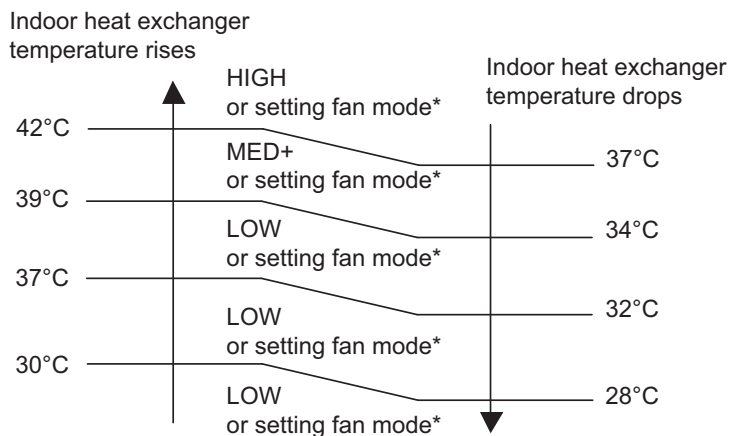 Indoor heat exchanger
temperature rises
HIGH
or setting fan mode*
Indoor heat exchanger
temperature drops
42°C
MED+
or setting fan mode*
37°C
39°C
LOW
or setting fan mode*
34°C
37°C
LOW
or setting fan mode*
32°C
30°C
LOW
or setting fan mode*
28°C